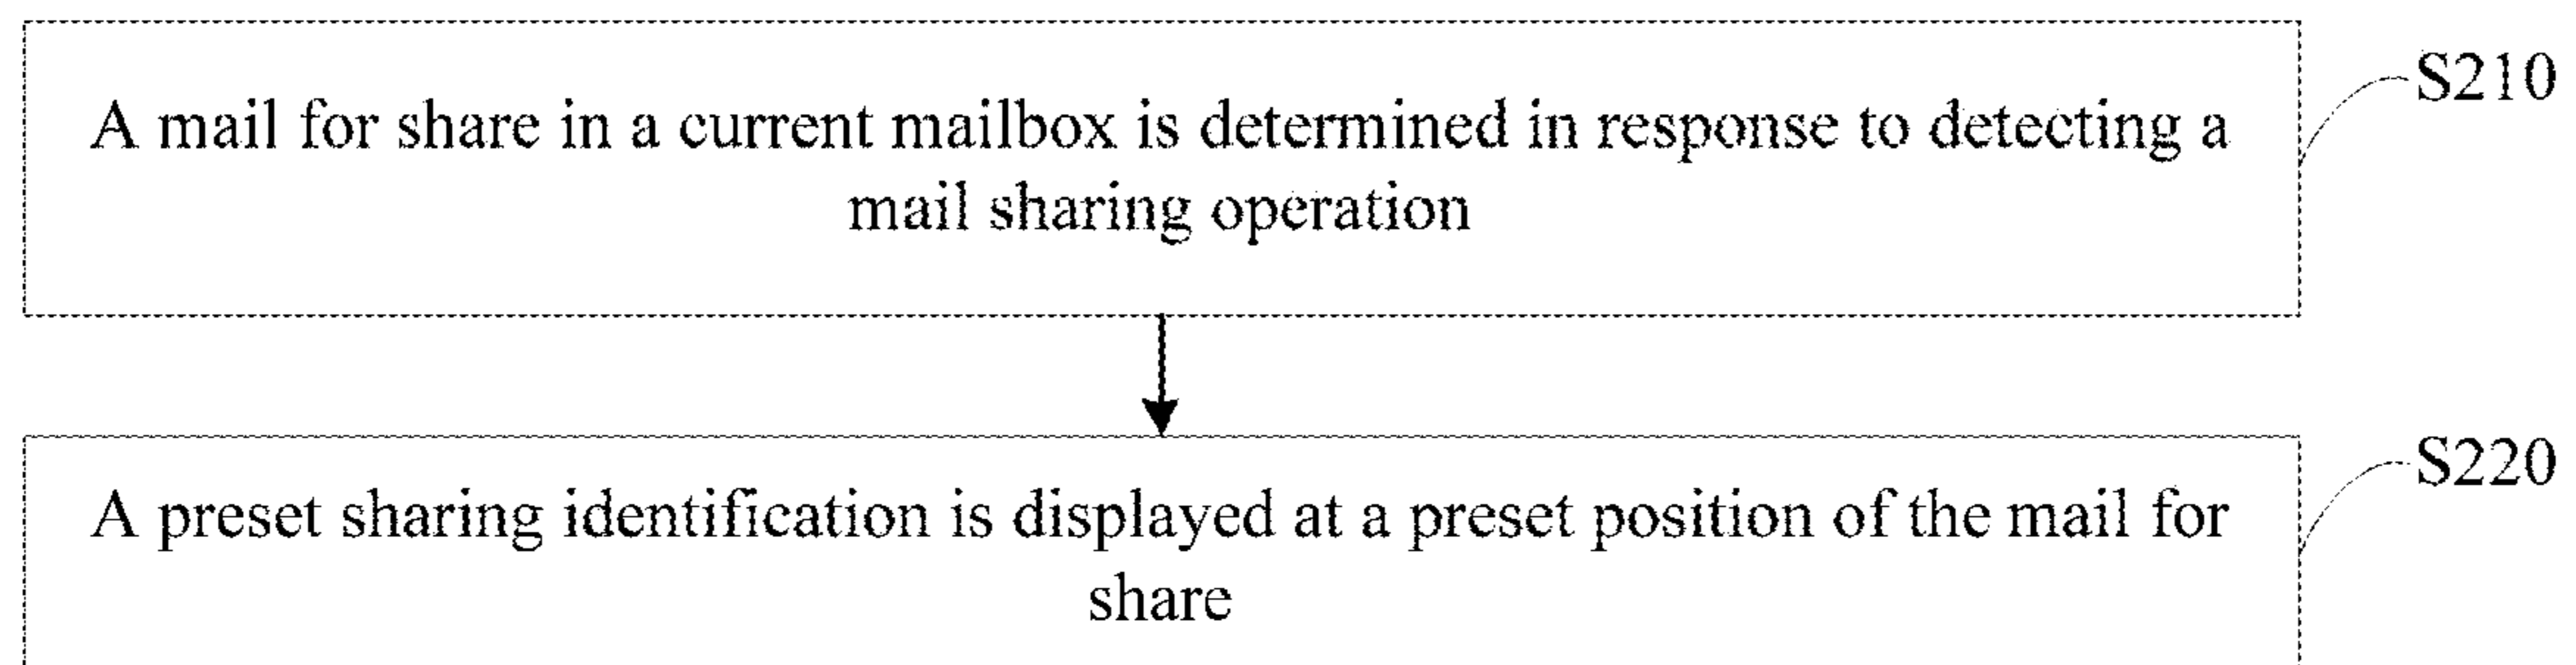 A mail for share in a current mailbox is determined in response to detecting a
mail sharing operation
S210
A preset sharing identification is displayed at a preset position of the mail for
share
S220